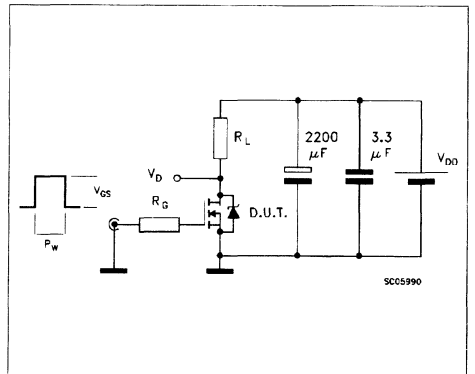 R_L
2200 μF
3.3 μF
V_DD
V_D
V_GS
R_G
D.U.T.
P_W
SC05990